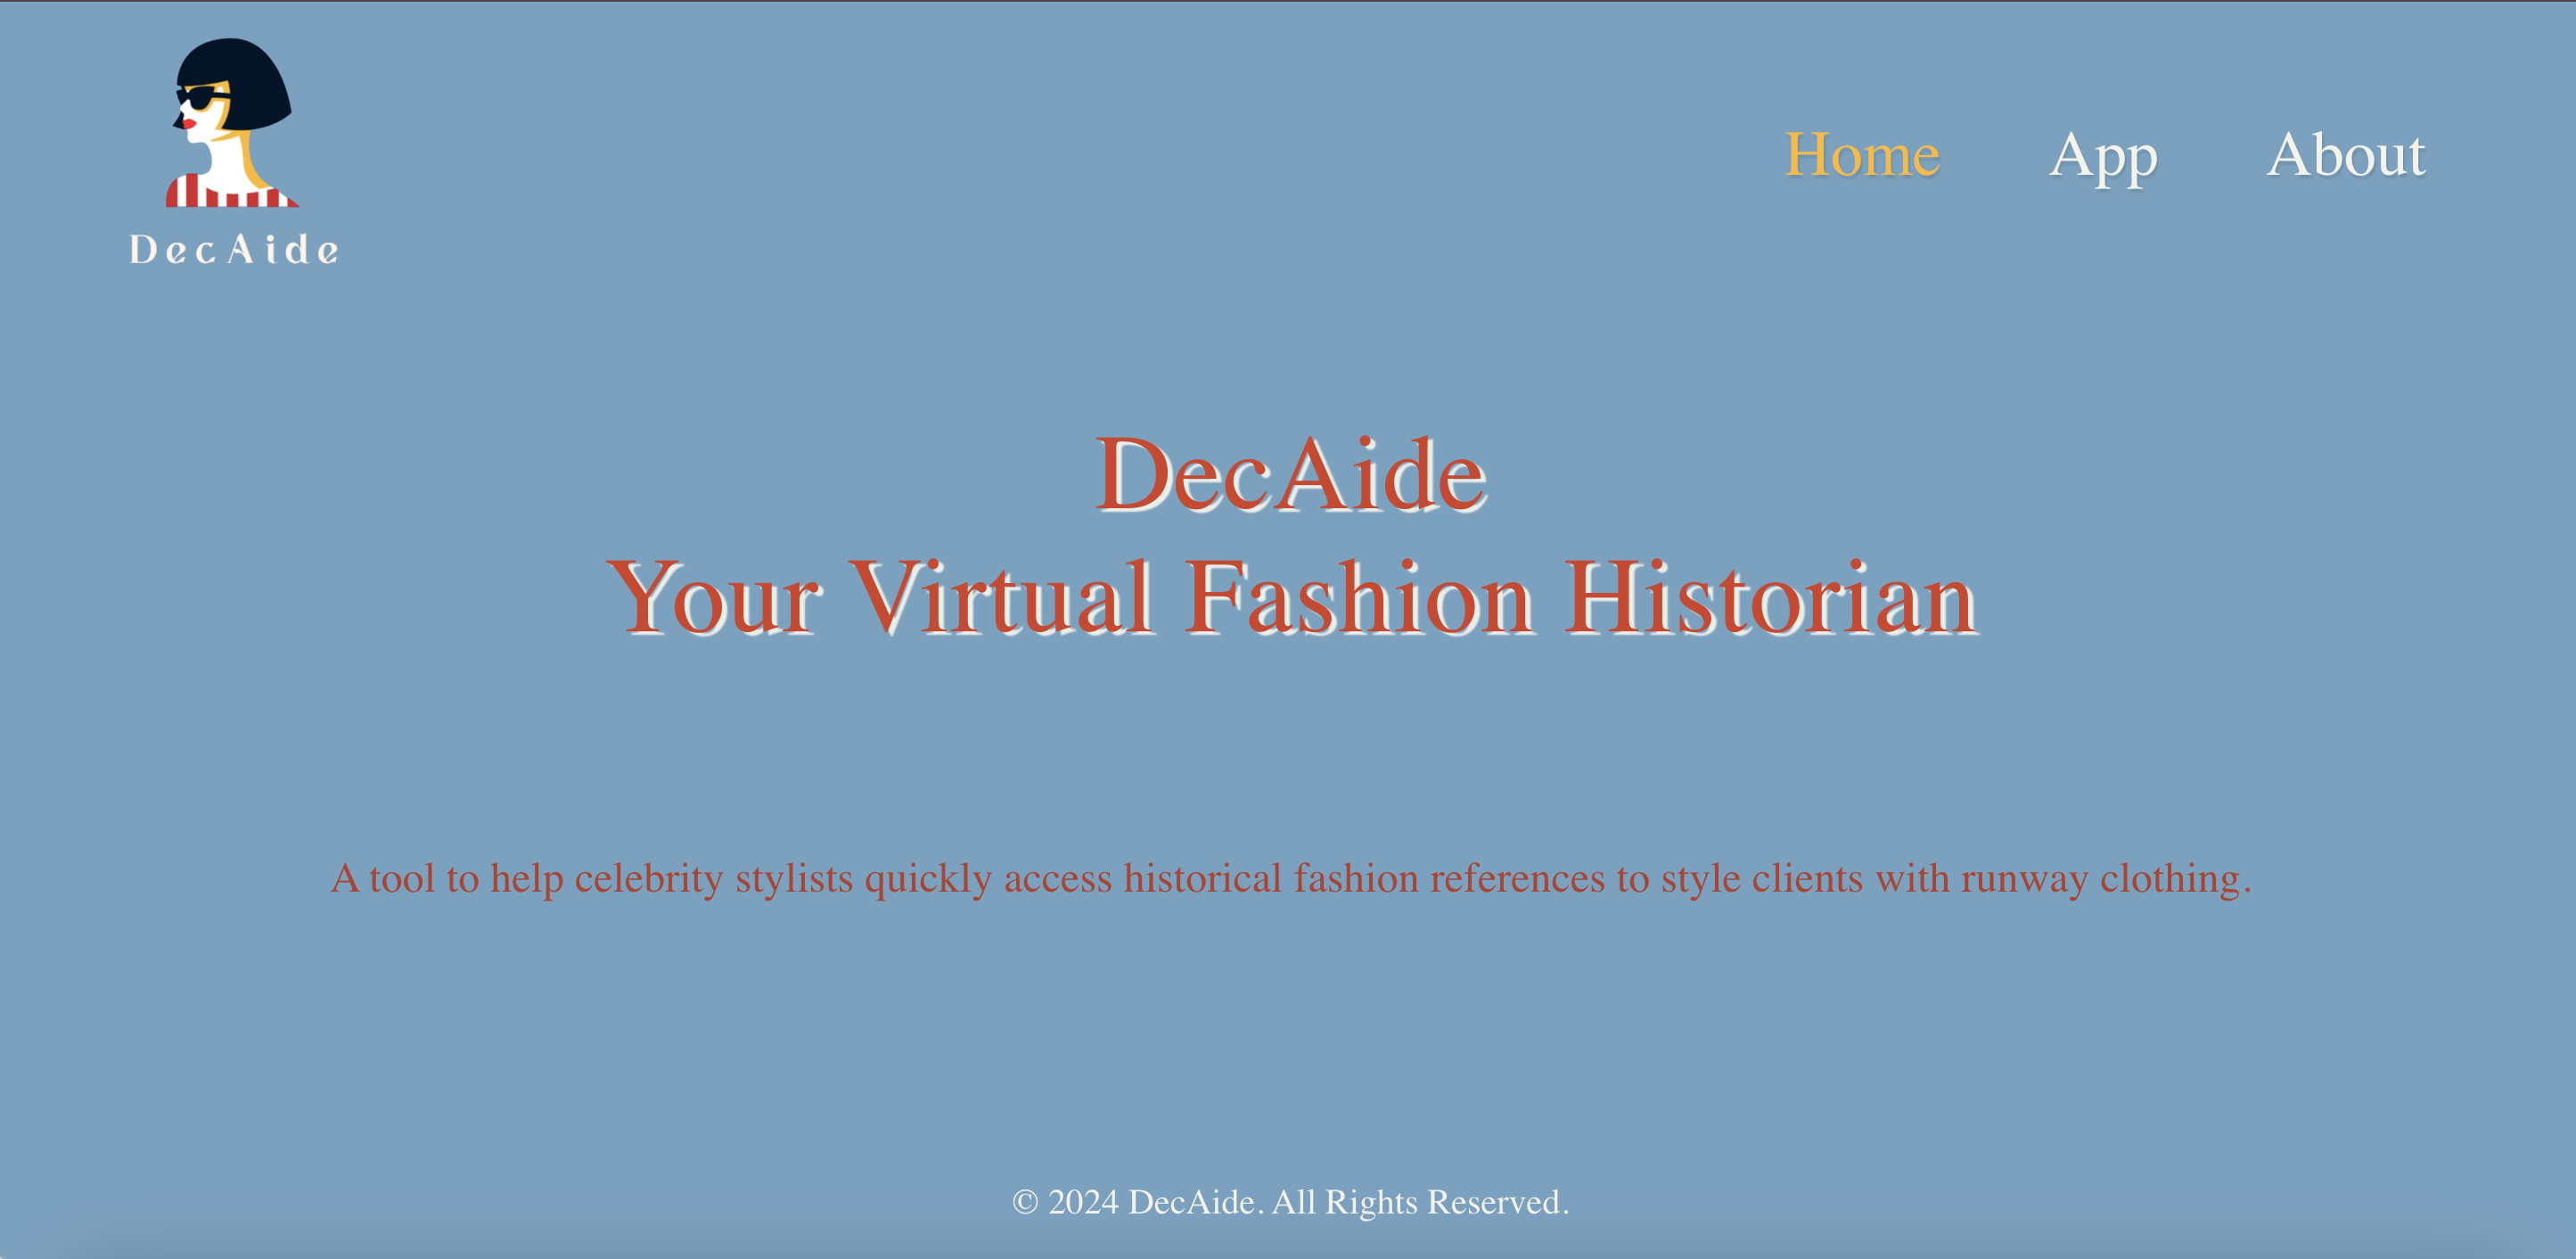 DecAide
Home App About
DecAide
Your Virtual Fashion Historian
A tool to help celebrity stylists quickly access historical fashion references to style clients with runway clothing.
© 2024 DecAide. All Rights Reserved.